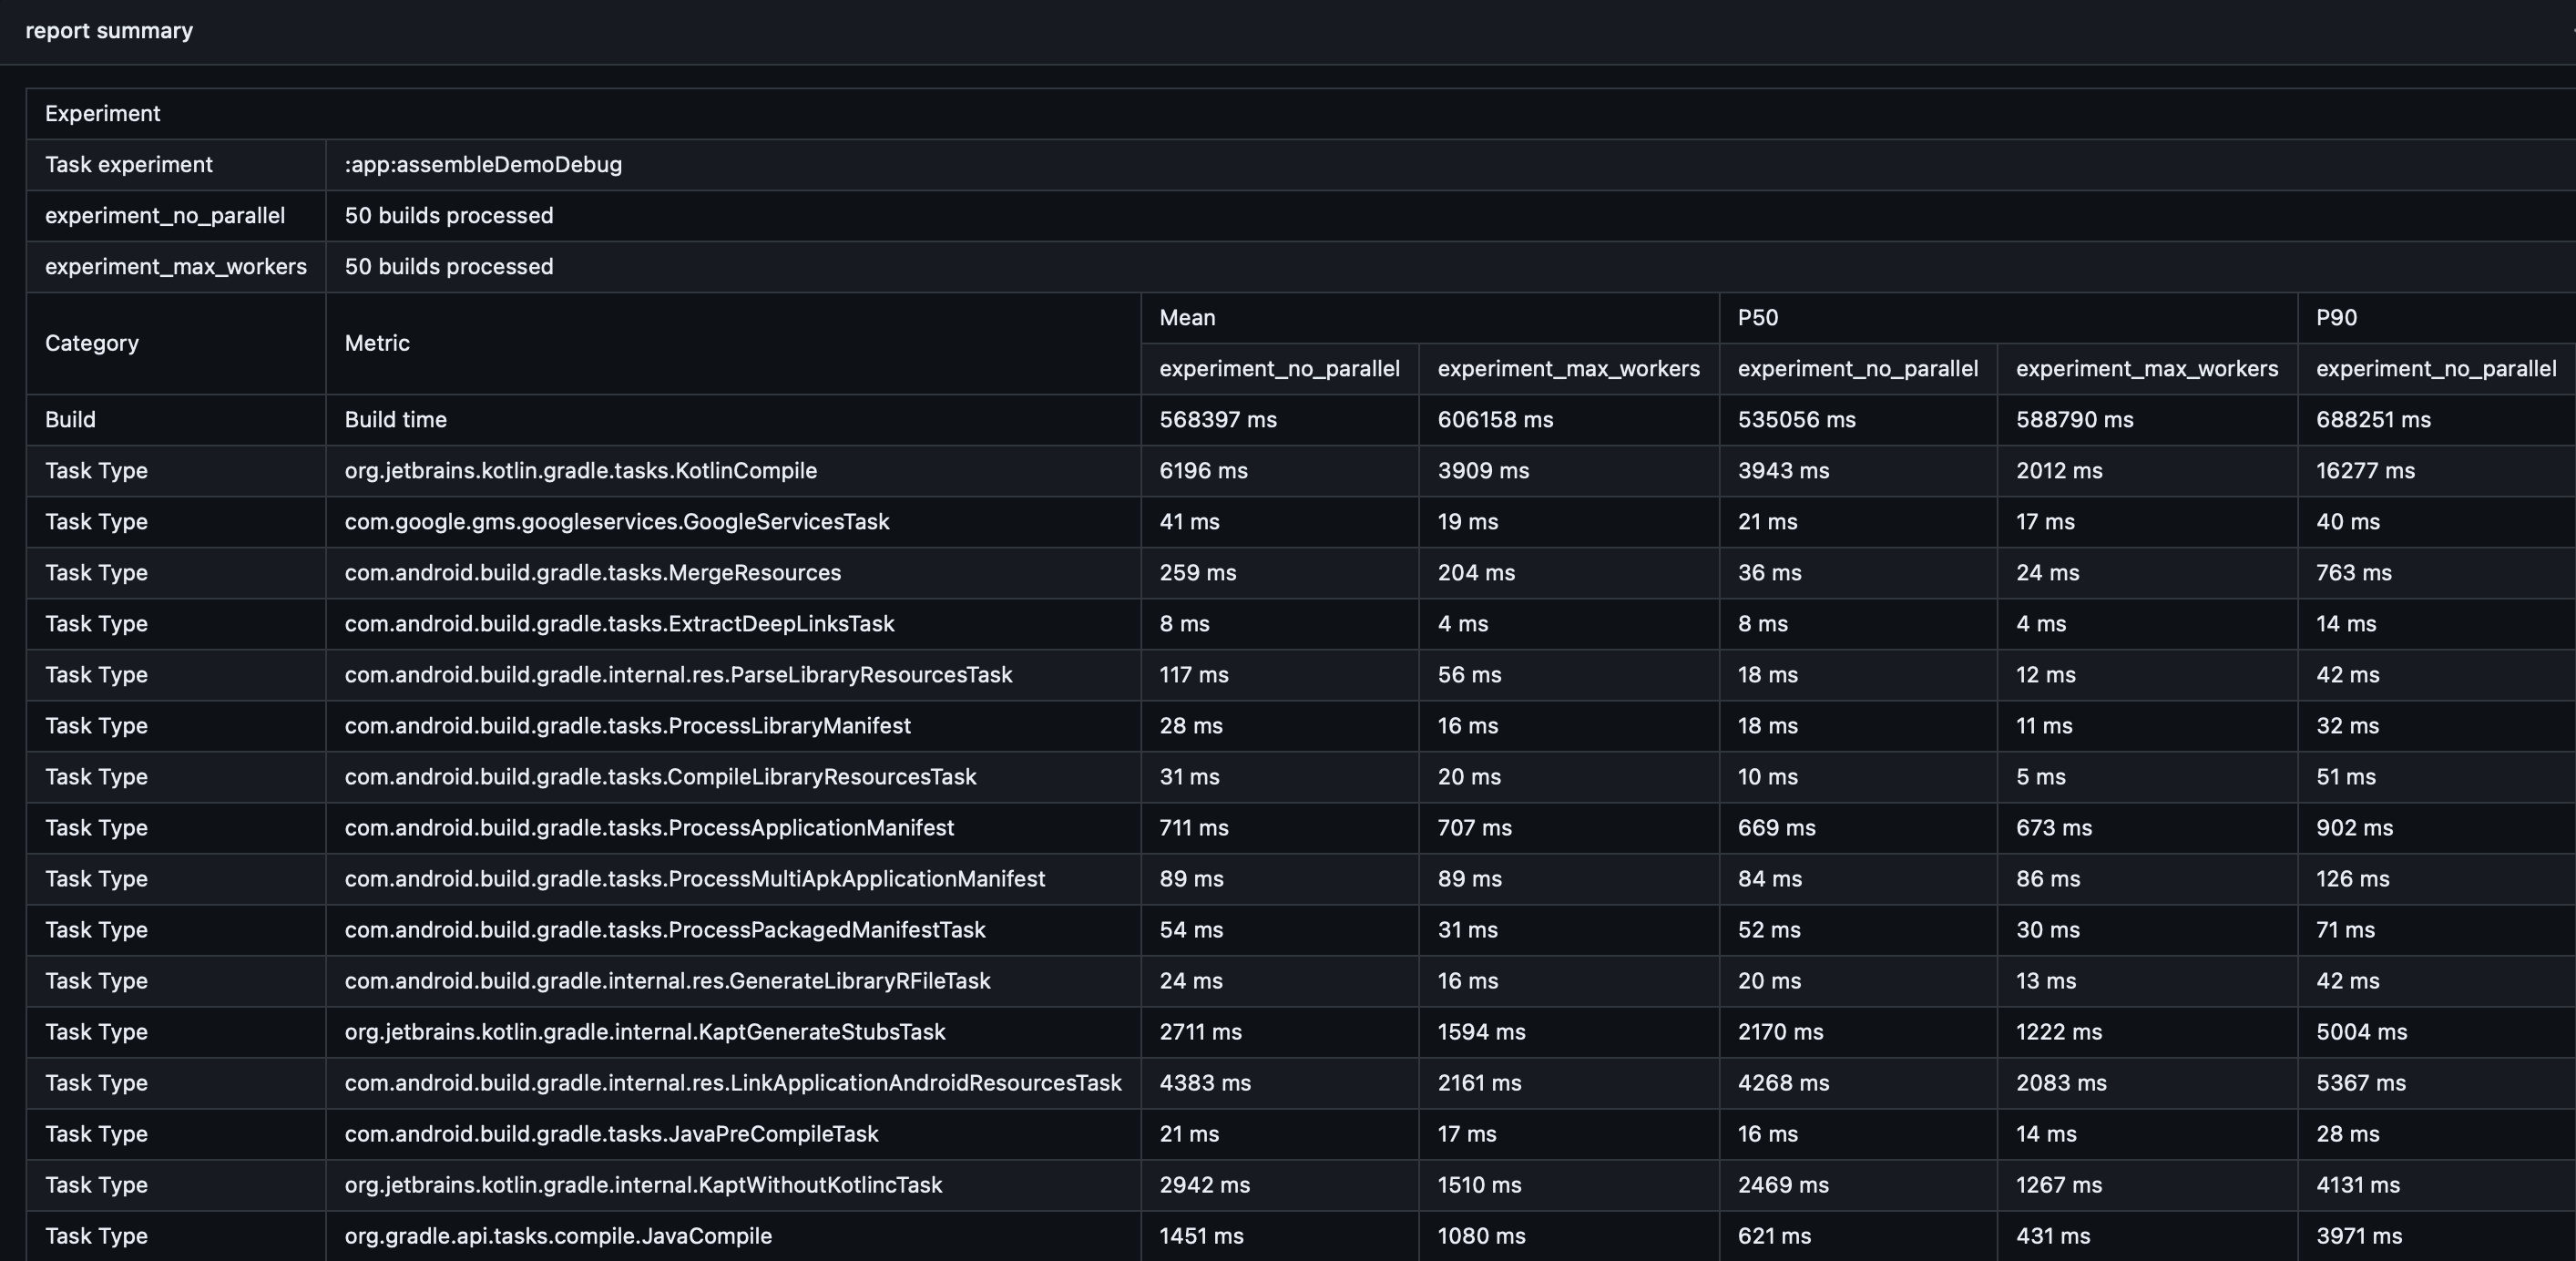 report summary
Experiment
Task experiment :app:assembleDemoDebug
experiment_no_parallel 50 builds processed
experiment_max_workers 50 builds processed
Category Metric Mean P50 P90
experiment_no_parallel experiment_max_workers experiment_no_parallel experiment_max_workers experiment_no_parallel
Build Build time 568397 ms 606158 ms 535056 ms 588790 ms 688251 ms
Task Type org.jetbrains.kotlin.gradle.tasks.KotlinCompile 6196 ms 3909 ms 3943 ms 2012 ms 16277 ms
Task Type com.google.gms.googleservices.GoogleServicesTask 41 ms 19 ms 21 ms 17 ms 40 ms
Task Type com.android.build.gradle.tasks.MergeResources 259 ms 204 ms 36 ms 24 ms 763 ms
Task Type com.android.build.gradle.tasks.ExtractDeepLinksTask 8 ms 4 ms 8 ms 4 ms 14 ms
Task Type com.android.build.gradle.internal.res.ParseLibraryResourcesTask 117 ms 56 ms 18 ms 12 ms 42 ms
Task Type com.android.build.gradle.tasks.ProcessLibraryManifest 28 ms 16 ms 18 ms 11 ms 32 ms
Task Type com.android.build.gradle.tasks.CompileLibraryResourcesTask 31 ms 20 ms 10 ms 5 ms 51 ms
Task Type com.android.build.gradle.tasks.ProcessApplicationManifest 711 ms 707 ms 669 ms 673 ms 902 ms
Task Type com.android.build.gradle.tasks.ProcessMultiApkApplicationManifest 89 ms 89 ms 84 ms 86 ms 126 ms
Task Type com.android.build.gradle.tasks.ProcessPackagedManifestTask 54 ms 31 ms 52 ms 30 ms 71 ms
Task Type com.android.build.gradle.internal.res.GenerateLibraryRFileTask 24 ms 16 ms 20 ms 13 ms 42 ms
Task Type org.jetbrains.kotlin.gradle.internal.KaptGenerateStubsTask 2711 ms 1594 ms 2170 ms 1222 ms 5004 ms
Task Type com.android.build.gradle.internal.res.LinkApplicationAndroidResourcesTask 4383 ms 2161 ms 4268 ms 2083 ms 5367 ms
Task Type com.android.build.gradle.tasks.JavaPreCompileTask 21 ms 17 ms 16 ms 14 ms 28 ms
Task Type org.jetbrains.kotlin.gradle.internal.KaptWithoutKotlincTask 2942 ms 1510 ms 2469 ms 1267 ms 4131 ms
Task Type org.gradle.api.tasks.compile.JavaCompile 1451 ms 1080 ms 621 ms 431 ms 3971 ms